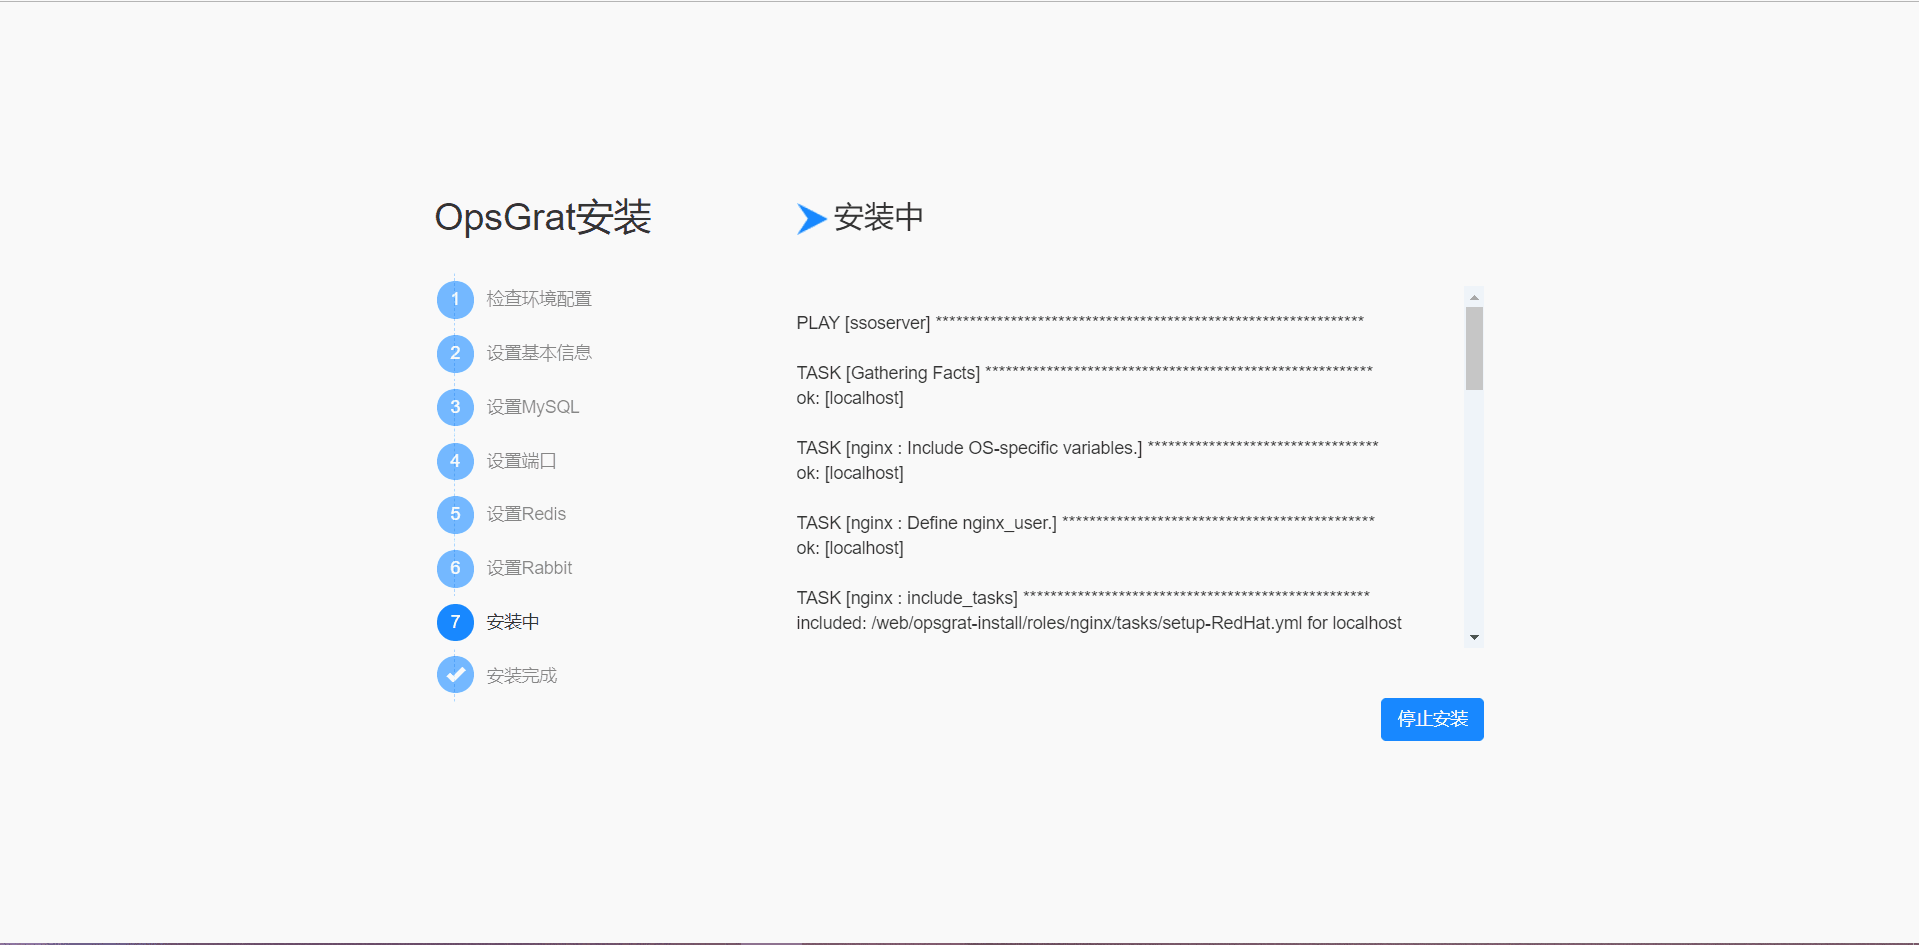 OpsGrat安装
1 检查环境配置
2 设置基本信息
3 设置MySQL
4 设置端口
5 设置Redis
6 设置Rabbit
7 安装中
安装完成
安装中
PLAY [ssoserver] ***************************************************************
TASK [Gathering Facts] *********************************************************
ok: [localhost]
TASK [nginx : Include OS-specific variables.] **********************************
ok: [localhost]
TASK [nginx : Define nginx_user.] **********************************************
ok: [localhost]
TASK [nginx : include_tasks] ***************************************************
included: /web/opsgrat-install/roles/nginx/tasks/setup-RedHat.yml for localhost
停止安装